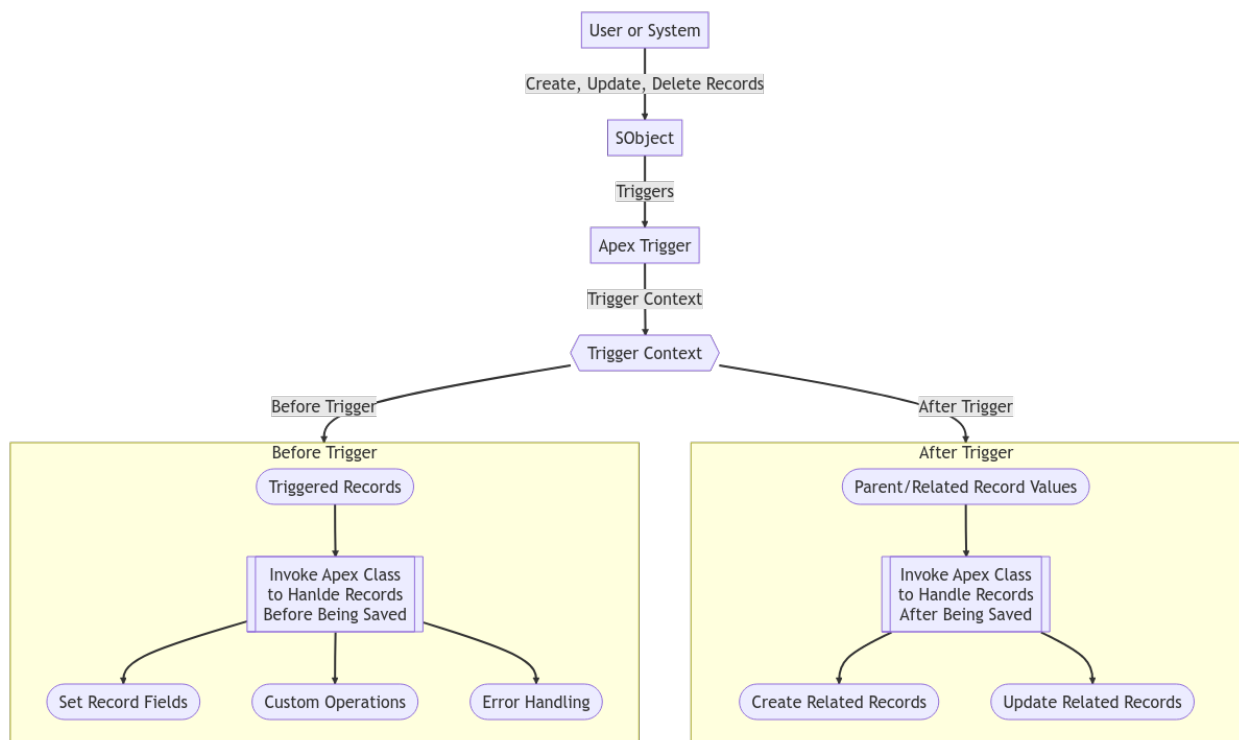 User or System
Create, Update, Delete Records
SObject
Triggers
Apex Trigger
Trigger Context
Trigger Context
Before Trigger
After Trigger
Before Trigger
Triggered Records
Invoke Apex Class
to Hanlde Records
Before Being Saved
Set Record Fields
Custom Operations
Error Handling
After Trigger
Parent/Related Record Values
Invoke Apex Class
to Handle Records
After Being Saved
Create Related Records
Update Related Records